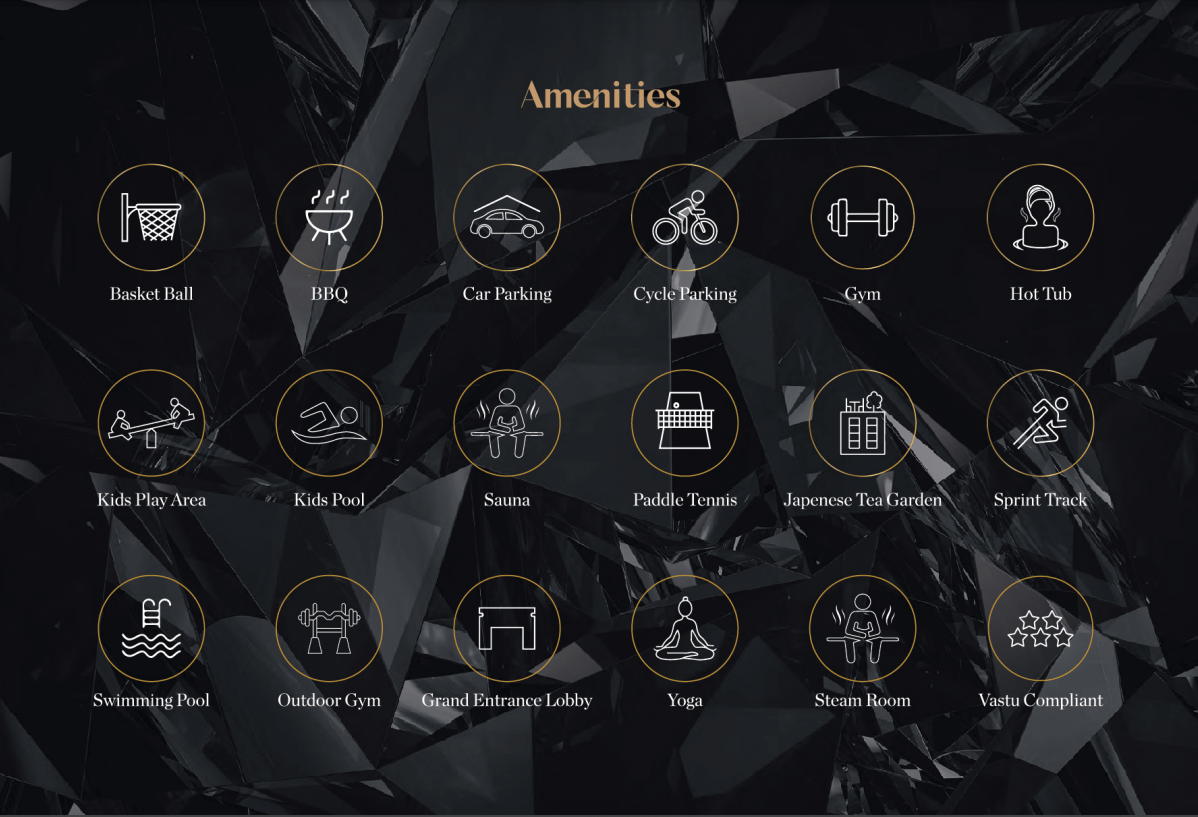 Amenities
Basket Ball
BBQ
Car Parking
Cycle Parking
Gym
Hot Tub
Kids Play Area
Kids Pool
Sauna
Paddle Tennis
Japenese Tea Garden
Sprint Track
Swimming Pool
Outdoor Gym
Grand Entrance Lobby
Yoga
Steam Room
Vastu Compliant